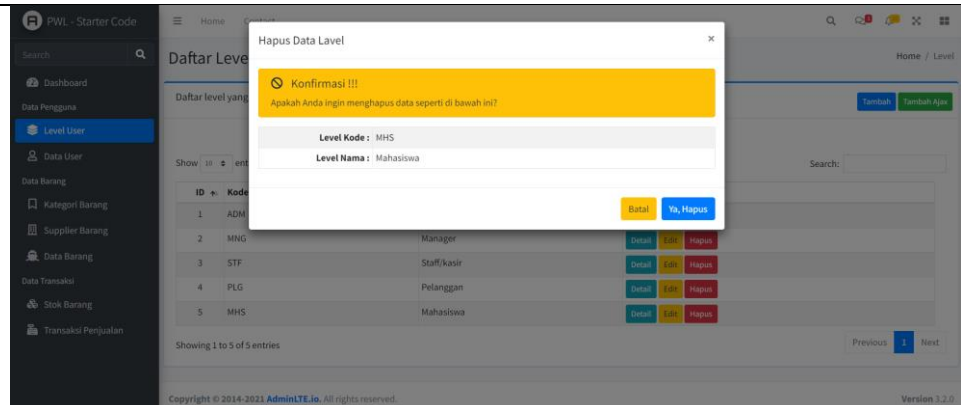 PWL - Starter Code
Home
Search
Dashboard
Data Pengguna
Level User
Data User
Data Barang
Kategori Barang
Supplier Barang
Data Barang
Data Transaksi
Stok Barang
Transaksi Penjualan
Daftar Leve
Home / Level
Daftar level yang
Tambah Tambah Ajax
Show 10 ent
Search:
ID Kode
1 ADM
2 MNG Manager Detail Edit Hapus
3 STF Staff/kasir Detail Edit Hapus
4 PLG Pelanggan Detail Edit Hapus
5 MHS Mahasiswa Detail Edit Hapus
Showing 1 to 5 of 5 entries
Previous 1 Next
Copyright © 2014-2021 AdminLTE.io. All rights reserved.
Version 3.2.0
Hapus Data Lavel
×
Konfirmasi !!!
Apakah Anda ingin menghapus data seperti di bawah ini?
Level Kode : MHS
Level Nama : Mahasiswa
Batal Ya, Hapus